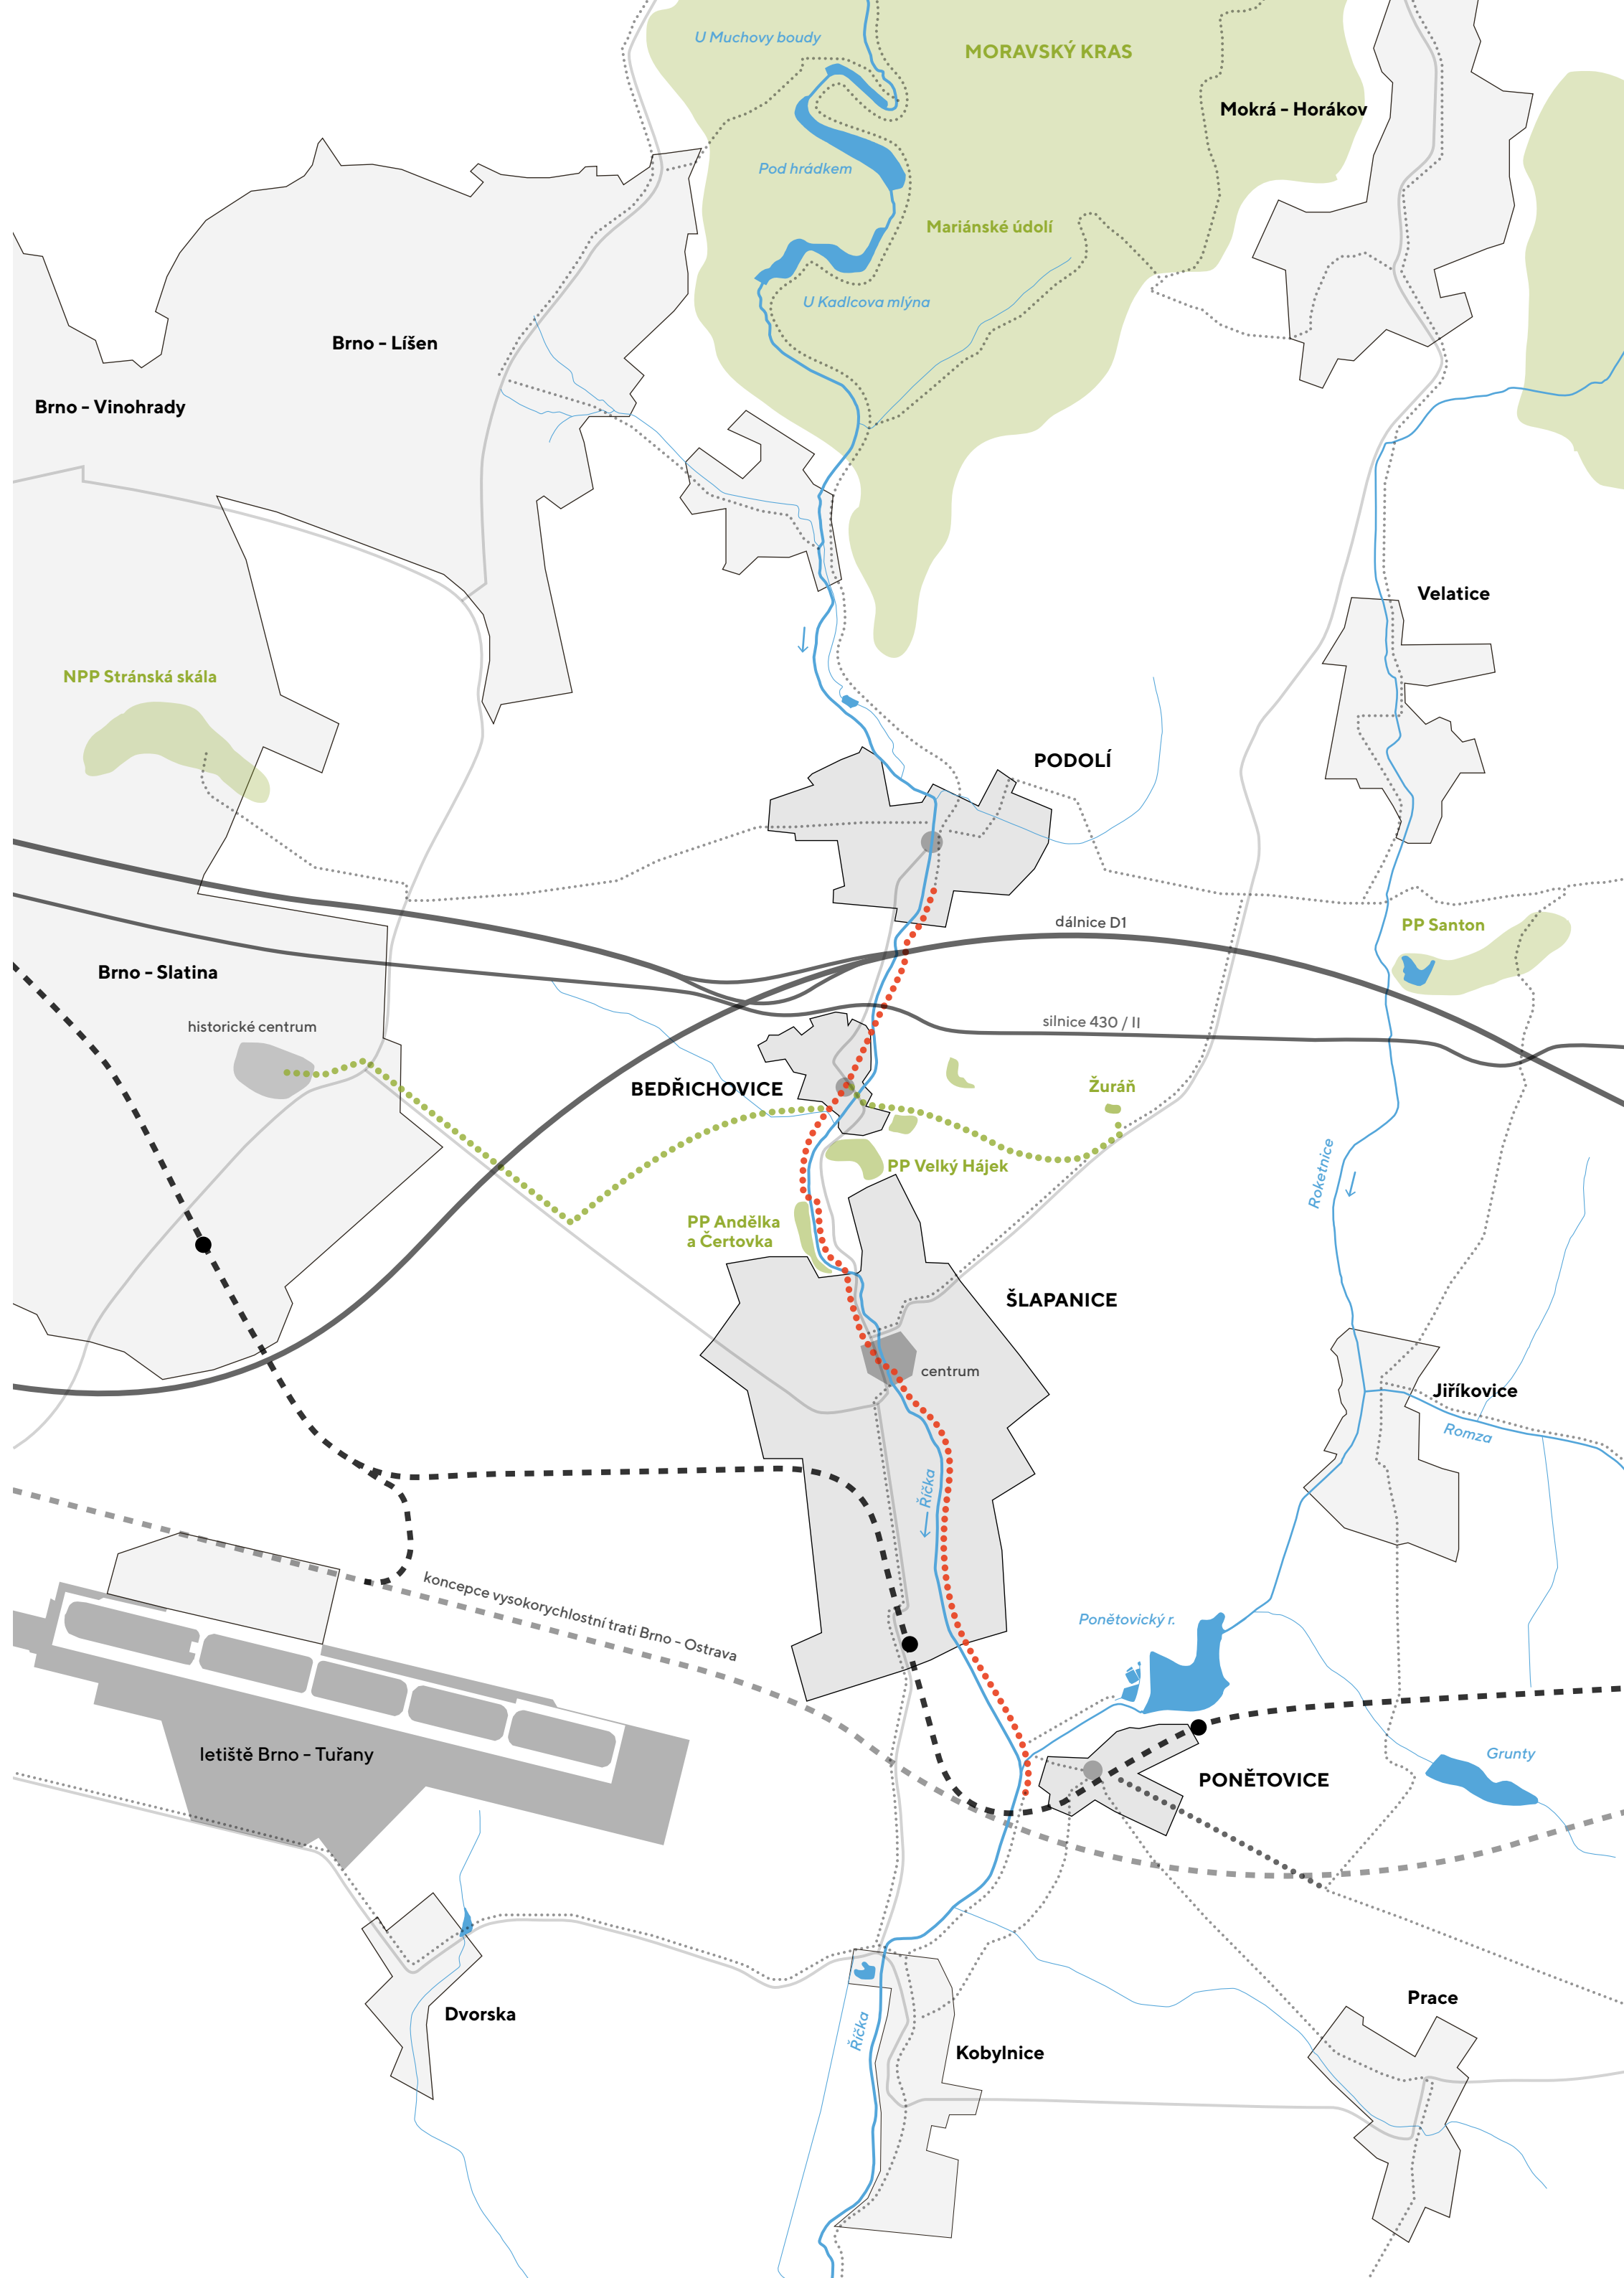 U Muchovy boudy
MORAVSKÝ KRAS
Mokrá - Horákov
Pod hrádkem
Mariánské údolí
U Kadlcova mlýna
Brno - Líšen
Brno - Vinohrady
Velatice
NPP Stránská skála
PODOLÍ
dálnice D1
PP Santon
Brno - Slatina
historické centrum
silnice 430 / II
BEDŘICHOVICE
Žuráň
PP Velký Hájek
Roketnice
PP Andělka
a Čertovka
ŠLAPANICE
centrum
Jiříkovice
Romza
Říčka
koncepce vysokorychlostní trati Brno - Ostrava
Ponětovický r.
letiště Brno - Tuřany
Grunty
PONĚTOVICE
Prace
Dvorska
Říčka
Kobylnice